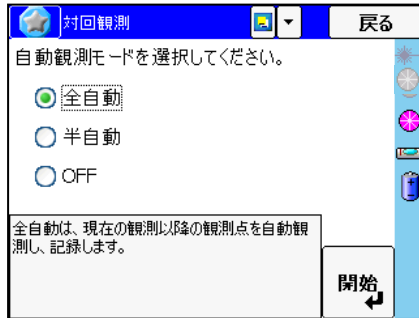 対回観測
戻る
自動観測モードを選択してください。
全自動
半自動
OFF
全自動は、現在の観測以降の観測点を自動観
測し、記録します。
開始